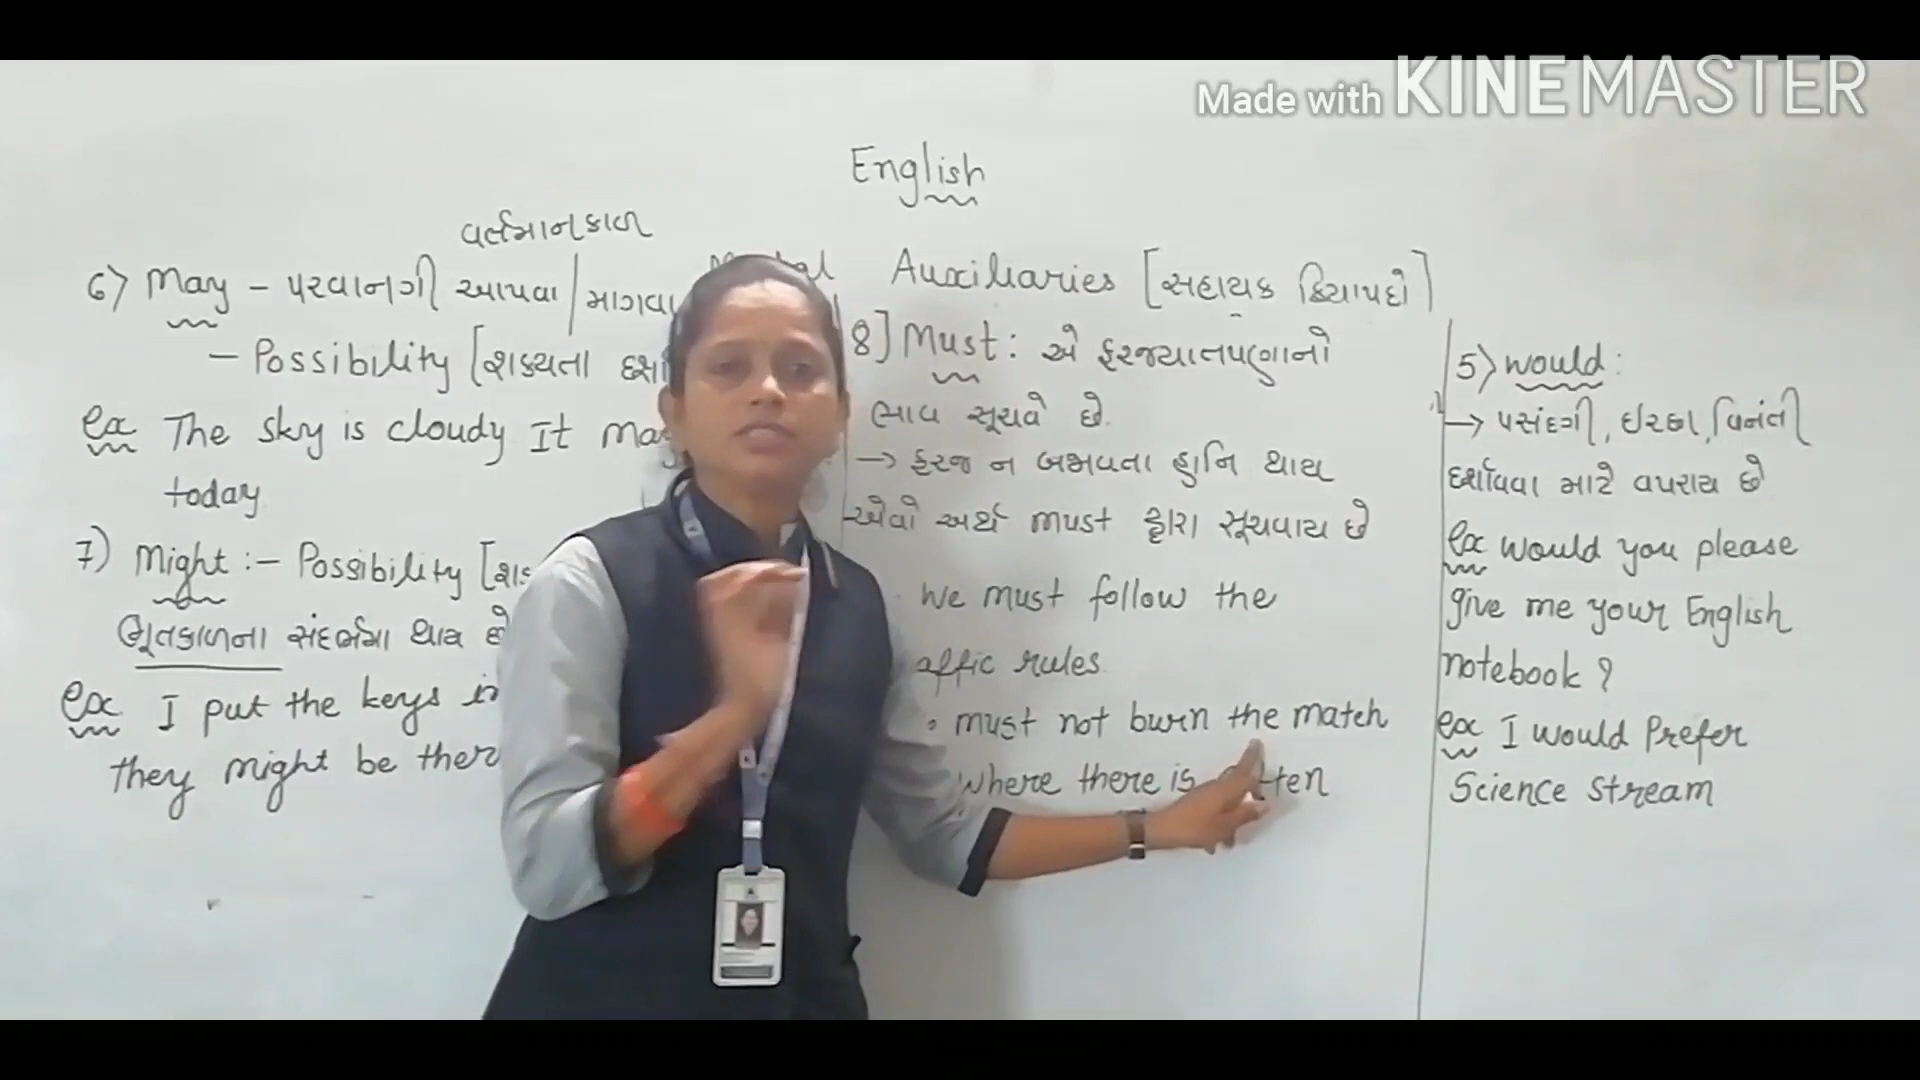 Made with KINEMASTER
English
વર્તમાનકાળ
Auxiliaries [સહાયક ક્રિયાપદો]
6) May - પરવાનગી આપવા / માગવા
- Possibility [શક્યતા
ex The sky is cloudy It may
today.
7) Might :- Possibility
ભૂતકાળના સંદર્ભમા થાય છે
ex I put the keys in
they might be there
8] Must : એ ફરજ્યાતપણાનો
ભાવ સૂચવે છે.
→ ફરજ ન બજાવતા હાનિ થાય
એવો અર્થ must દ્વારા સૂચવાય છે
We must follow the
affic rules.
must not burn the match
where there is
5) would :
→ પસંદગી, ઈચ્છા, વિનંતી
દર્શાવવા માટે વપરાય છે
ex would you please
give me your English
notebook ?
ex I would Prefer
Science stream